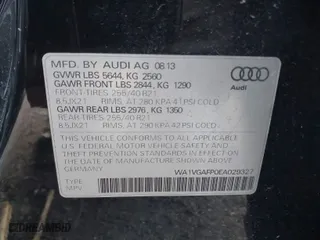 MFD. BY AUDI AG 08.13
GVWR LBS 5644, KG 2560
GAWR FRONT LBS 2844, KG 1290
FRONT-TIRES 255/40 R21
8.5JX21 RIMS AT 280 KPA 41 PSI COLD
GAWR REAR LBS 2976, KG 1350
REAR TIRES 255/40 R21
8.5JX21 RIMS AT 290 KPA 42 PSI COLD
THIS VEHICLE CONFORMS TO ALL APPLICABLE
FEDERAL MOTOR VEHICLE SAFETY,
BUMPER AND THEFT PREVENTION STANDARDS
IN EFFECT ON THE DATE OF MANUFACTURE
SHOWN ABOVE. MADE IN
GERMANY
Audi
TYPE: